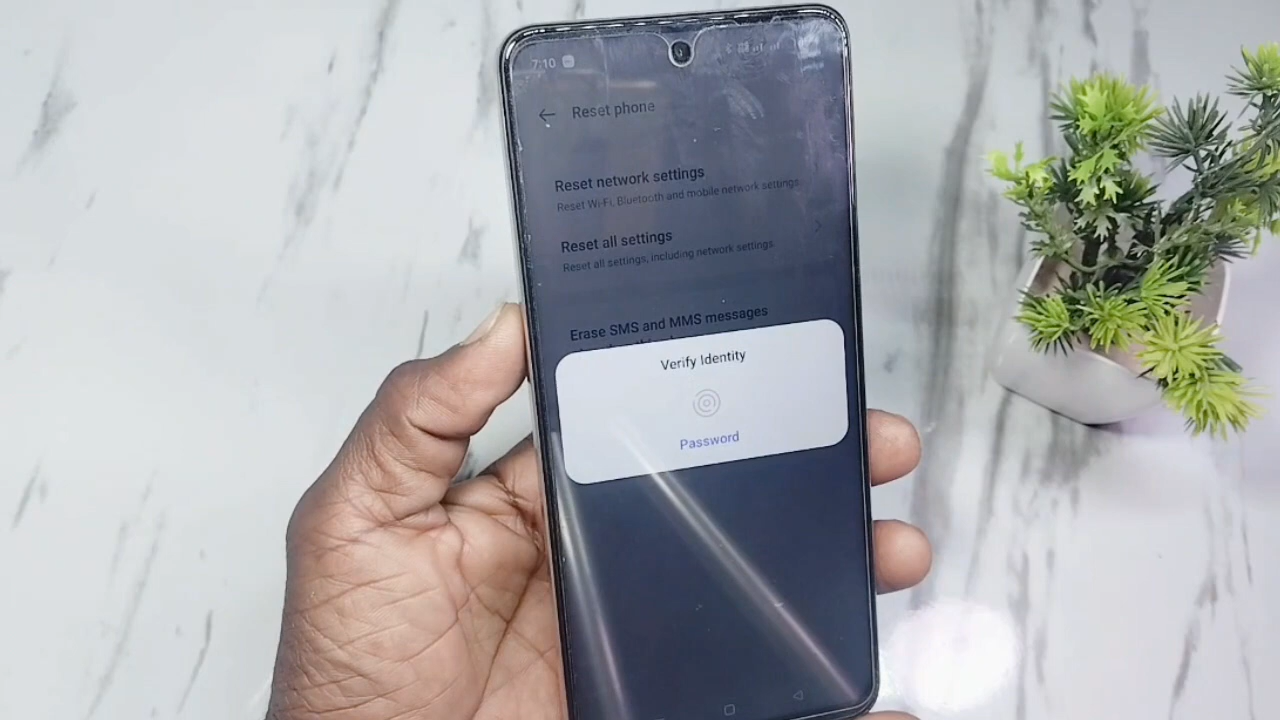 7:10
Reset phone
Reset network settings
Reset Wi-Fi, Bluetooth and mobile network settings
Reset all settings
Reset all settings, including network settings
Erase SMS and MMS messages
Verify Identity
Password